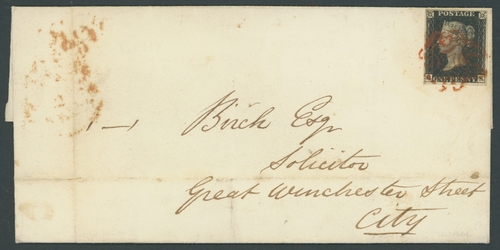 POSTAGE
ONE PENNY
— Birch Esqr
Solicitor
Great Winchester Street
City